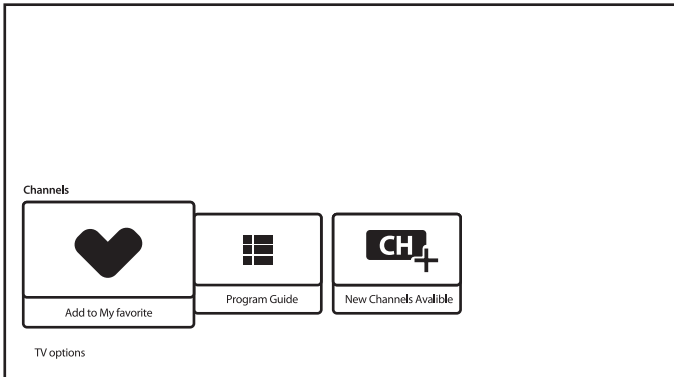 Channels
CH
Add to My favorite
Program Guide
New Channels Avalible
TV options